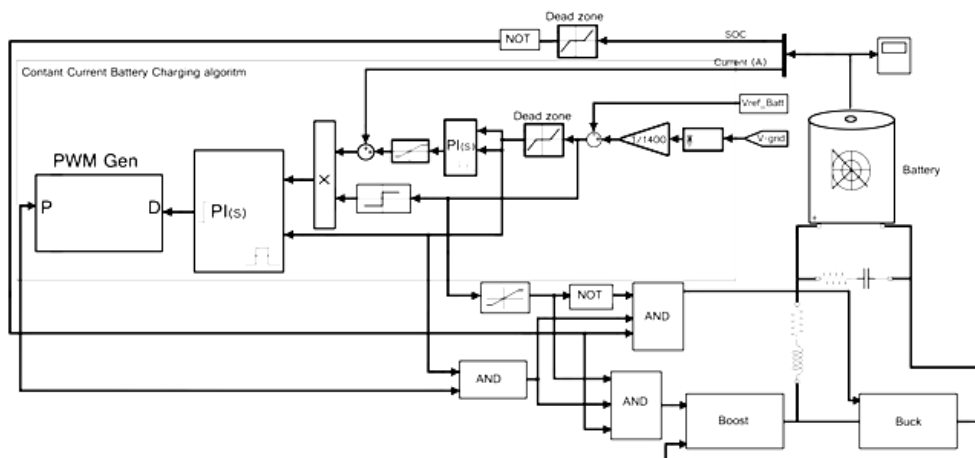 Dead zone
NOT
SOC
Contant Current Battery Charging algoritm
Current (A)
Vref_Batt
Dead zone
1/1400
V-gnd
PI(s)
PWM Gen
X
Battery
P
D
PI(S)
NOT
AND
AND
AND
Boost
Buck